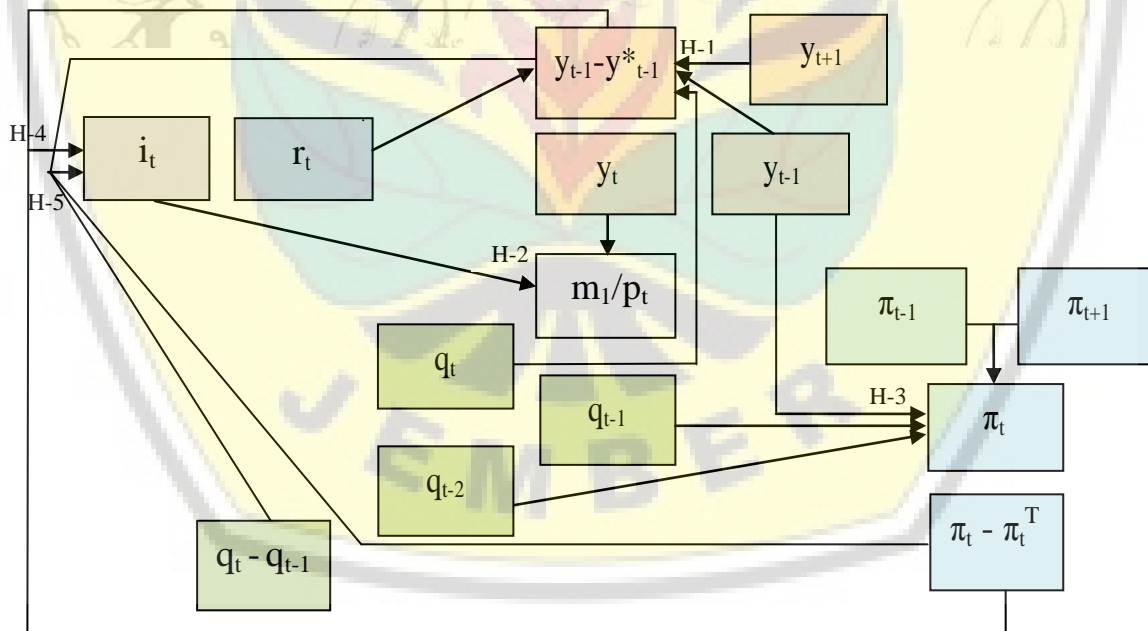 y_{t-1}-y*_{t-1}
H-1
y_{t+1}
H-4
i_t
r_t
y_t
y_{t-1}
H-5
H-2
m_1/p_t
π_{t-1}
π_{t+1}
q_t
q_{t-1}
H-3
π_t
q_{t-2}
q_t - q_{t-1}
π_t - π_t^T
JEMBER